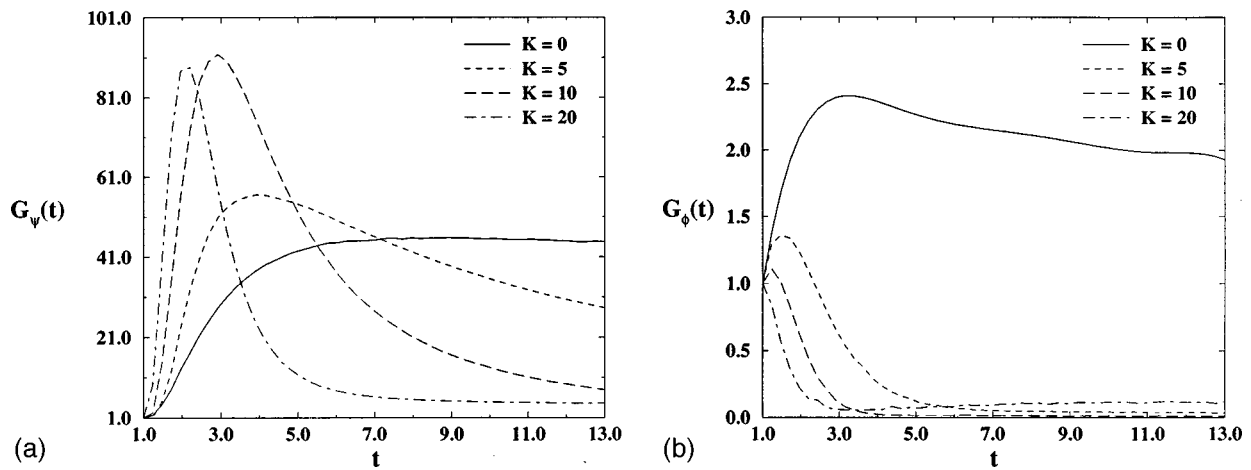 101.0
81.0
61.0
41.0
21.0
1.0
G_ψ(t)
K = 0
K = 5
K = 10
K = 20
1.0 3.0 5.0 7.0 9.0 11.0 13.0
(a)
t
3.0
2.5
2.0
1.5
1.0
0.5
0.0
G_ϕ(t)
K = 0
K = 5
K = 10
K = 20
1.0 3.0 5.0 7.0 9.0 11.0 13.0
(b)
t